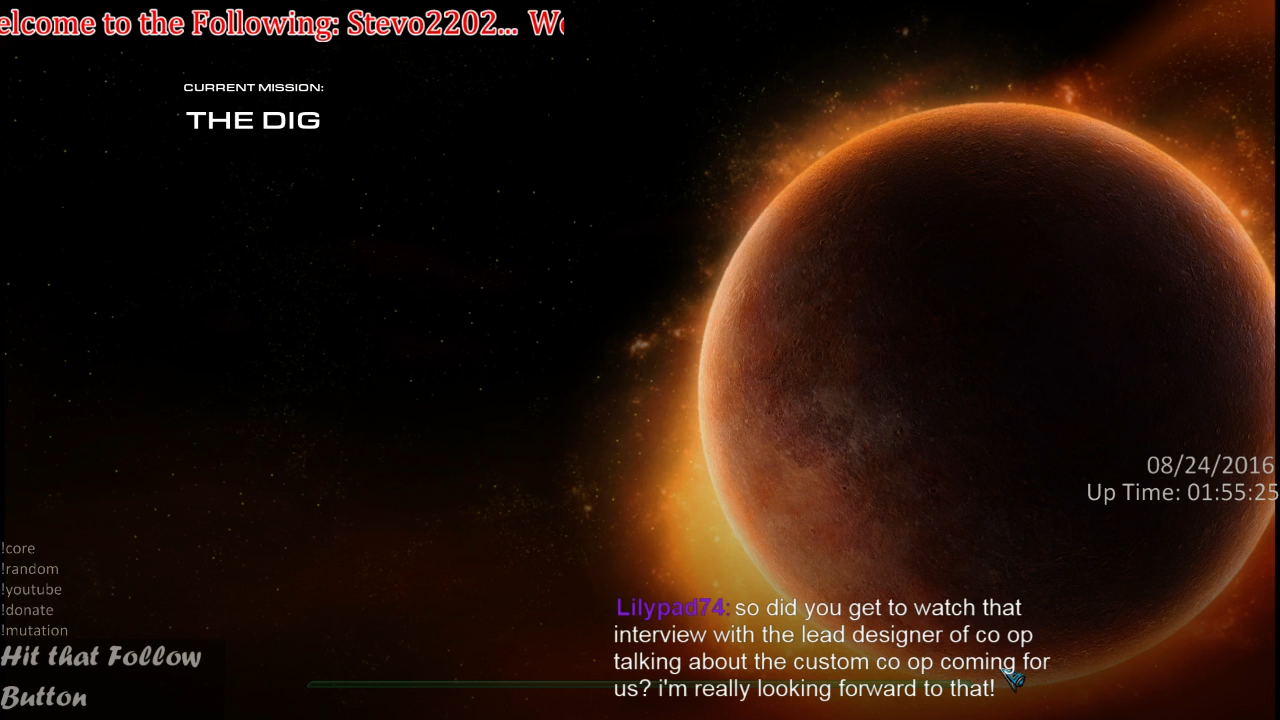 elcome to the Following: Stevo2202... We
CURRENT MISSION:
THE DIG
08/24/2016
Up Time: 01:55:25
!core
!random
!youtube
!donate
!mutation
Hit that Follow
Button
Lilypad74: so did you get to watch that
interview with the lead designer of co op
talking about the custom co op coming for
us? i'm really looking forward to that!